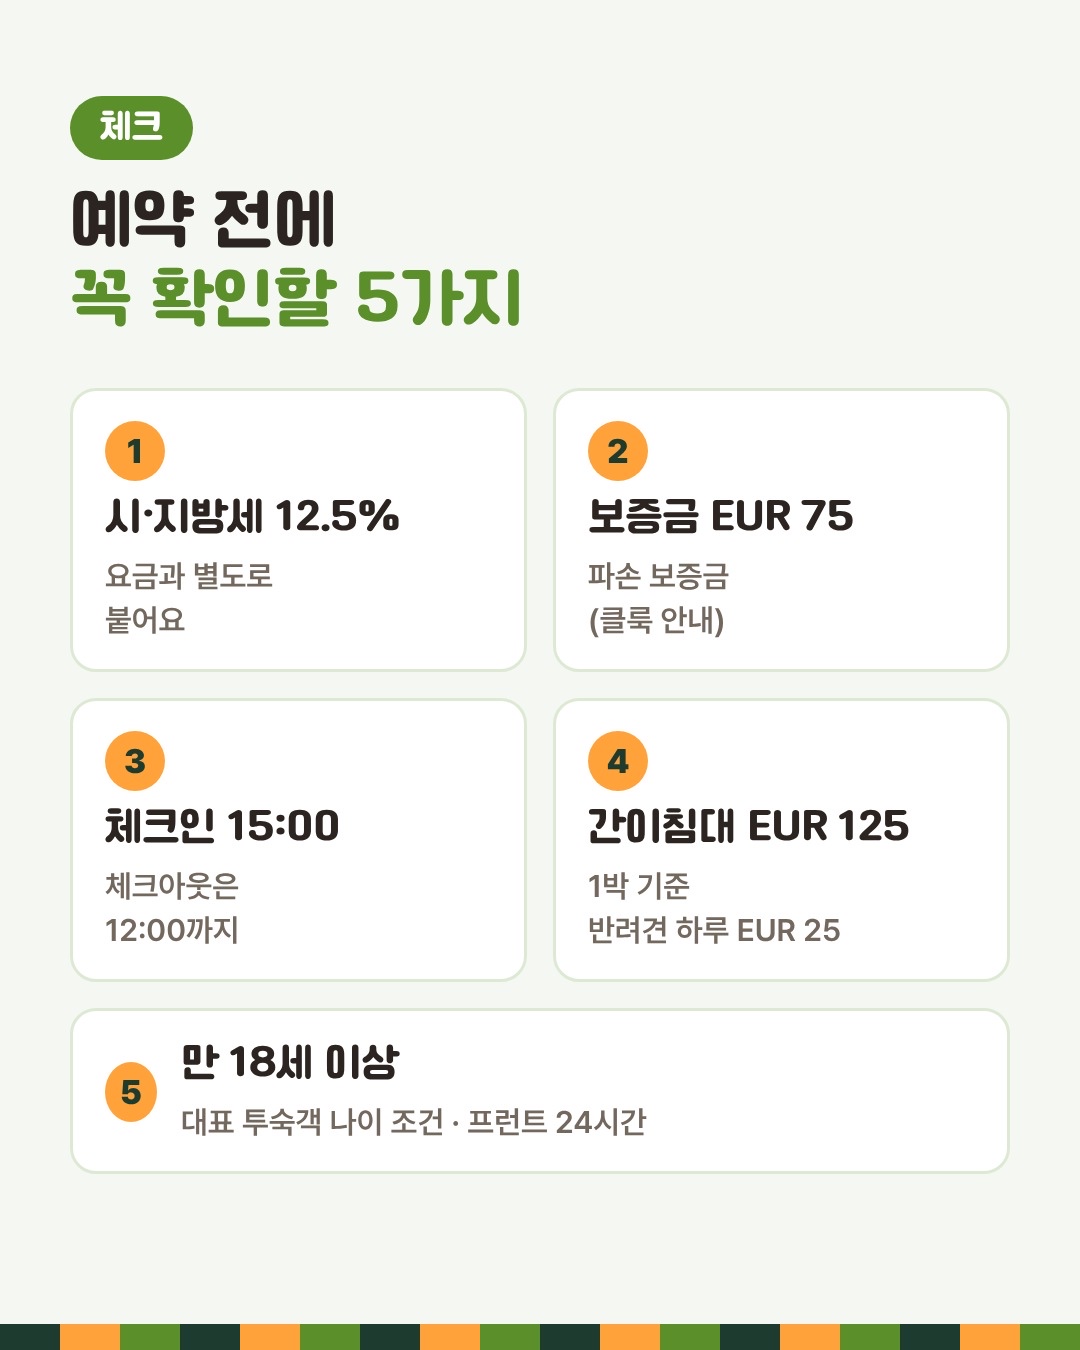 체크
예약 전에
꼭 확인할 5가지
1
시·지방세 12.5%
요금과 별도로
붙어요
2
보증금 EUR 75
파손 보증금
(클룩 안내)
3
체크인 15:00
체크아웃은
12:00까지
4
간이침대 EUR 125
1박 기준
반려견 하루 EUR 25
5
만 18세 이상
대표 투숙객 나이 조건 · 프런트 24시간